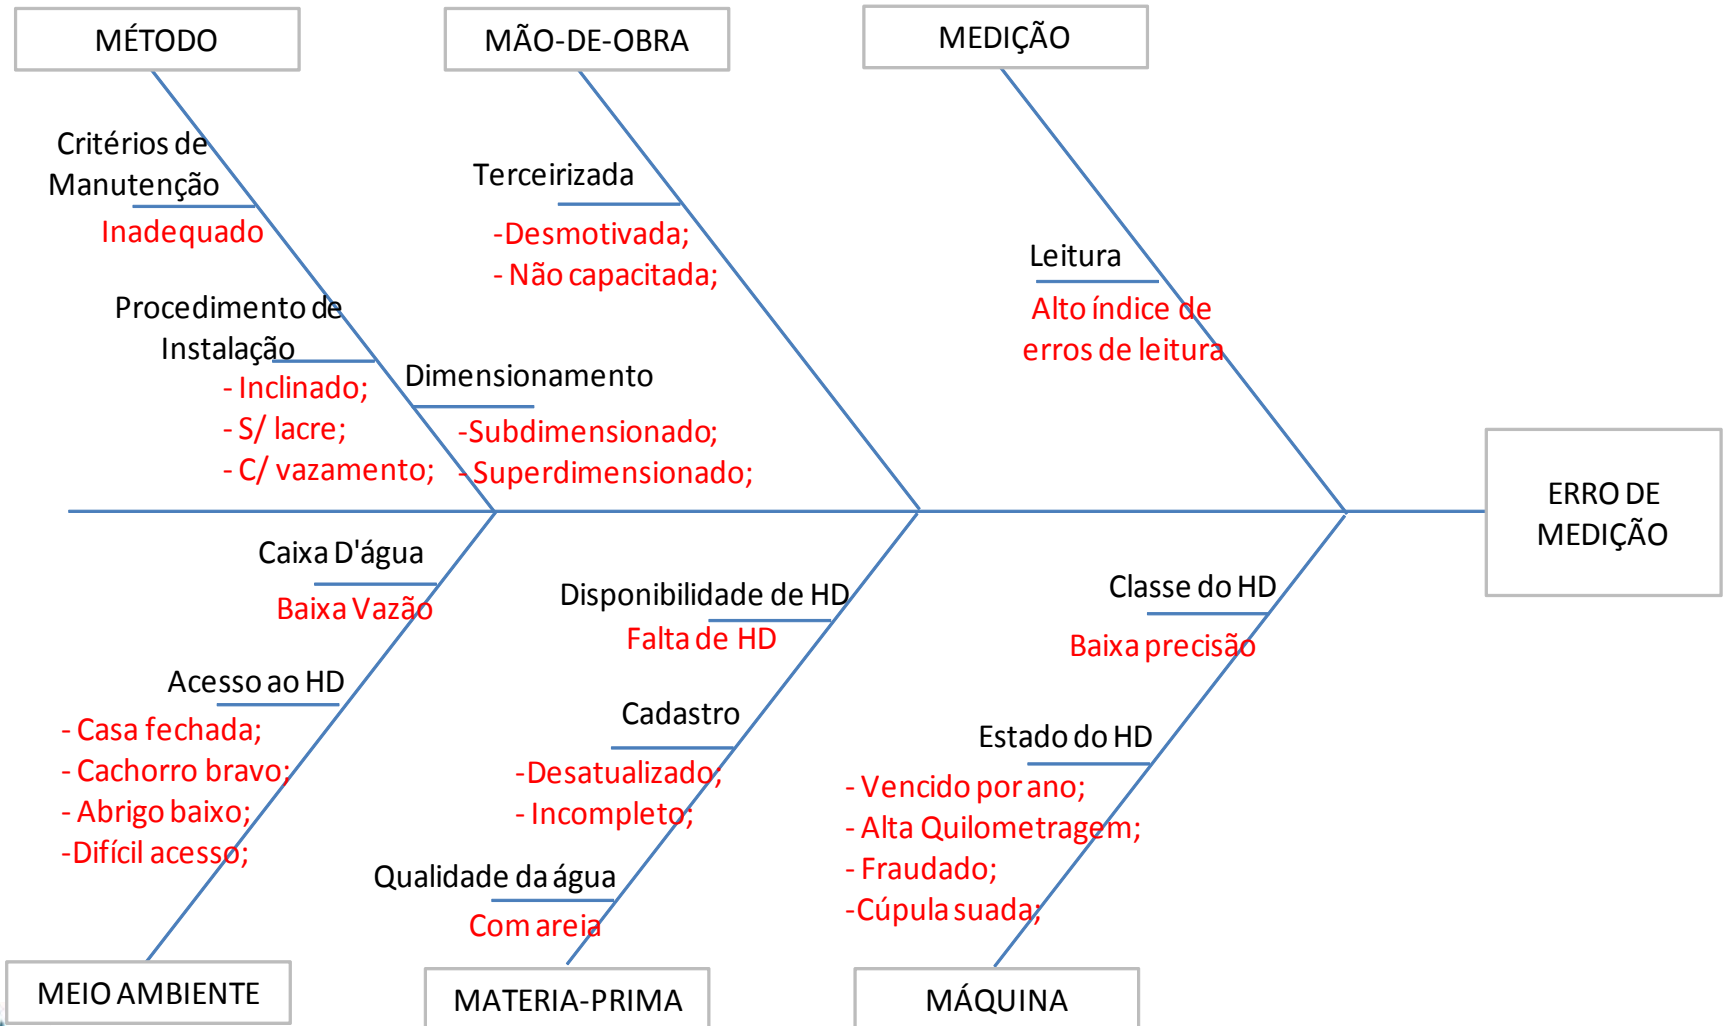 MÉTODO
MÃO-DE-OBRA
MEDIÇÃO
Critérios de
Manutenção
Inadequado
Procedimento de
Instalação
- Inclinado;
- S/ lacre;
- C/ vazamento;
Dimensionamento
-Subdimensionado;
- Superdimensionado;
Terceirizada
-Desmotivada;
- Não capacitada;
Leitura
Alto índice de
erros de leitura
ERRO DE
MEDIÇÃO
Caixa D'água
Baixa Vazão
Acesso ao HD
- Casa fechada;
- Cachorro bravo;
- Abrigo baixo;
-Difícil acesso;
Disponibilidade de HD
Falta de HD
Cadastro
-Desatualizado;
- Incompleto;
Qualidade da água
Com areia
Classe do HD
Baixa precisão
Estado do HD
- Vencido por ano;
- Alta Quilometragem;
- Fraudado;
-Cúpula suada;
MEIO AMBIENTE
MATERIA-PRIMA
MÁQUINA